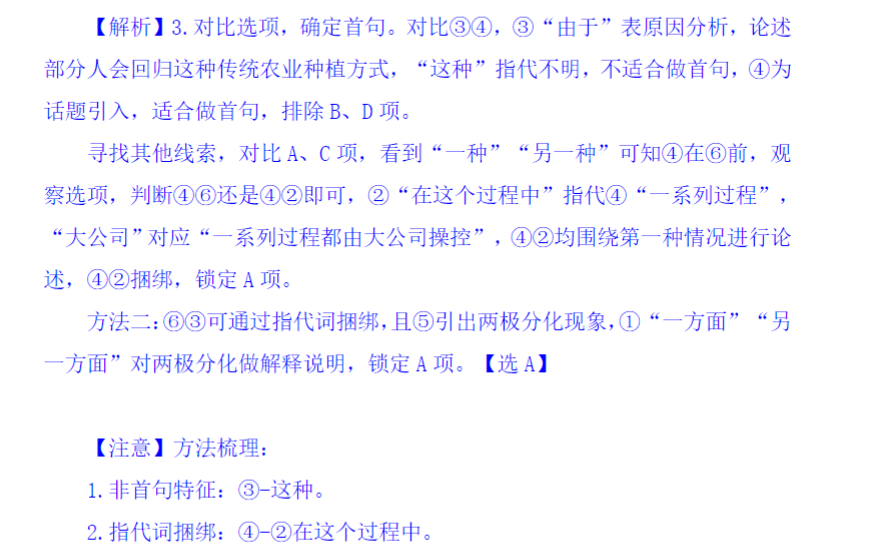 【解析】3.对比选项，确定首句。对比③④，③“由于”表原因分析，论述
部分人会回归这种传统农业种植方式，“这种”指代不明，不适合做首句，④为
话题引入，适合做首句，排除 B、D 项。
寻找其他线索，对比 A、C 项，看到“一种”“另一种”可知④在⑥前，观
察选项，判断④⑥还是④②即可，②“在这个过程中”指代④“一系列过程”，
“大公司”对应“一系列过程都由大公司操控”，④②均围绕第一种情况进行论
述，④②捆绑，锁定 A 项。
方法二:⑥③可通过指代词捆绑,且⑤引出两极分化现象,①“一方面”“另
一方面”对两极分化做解释说明，锁定 A 项。【选 A】
【注意】方法梳理：
1.非首句特征：③-这种。
2.指代词捆绑：④-②在这个过程中。